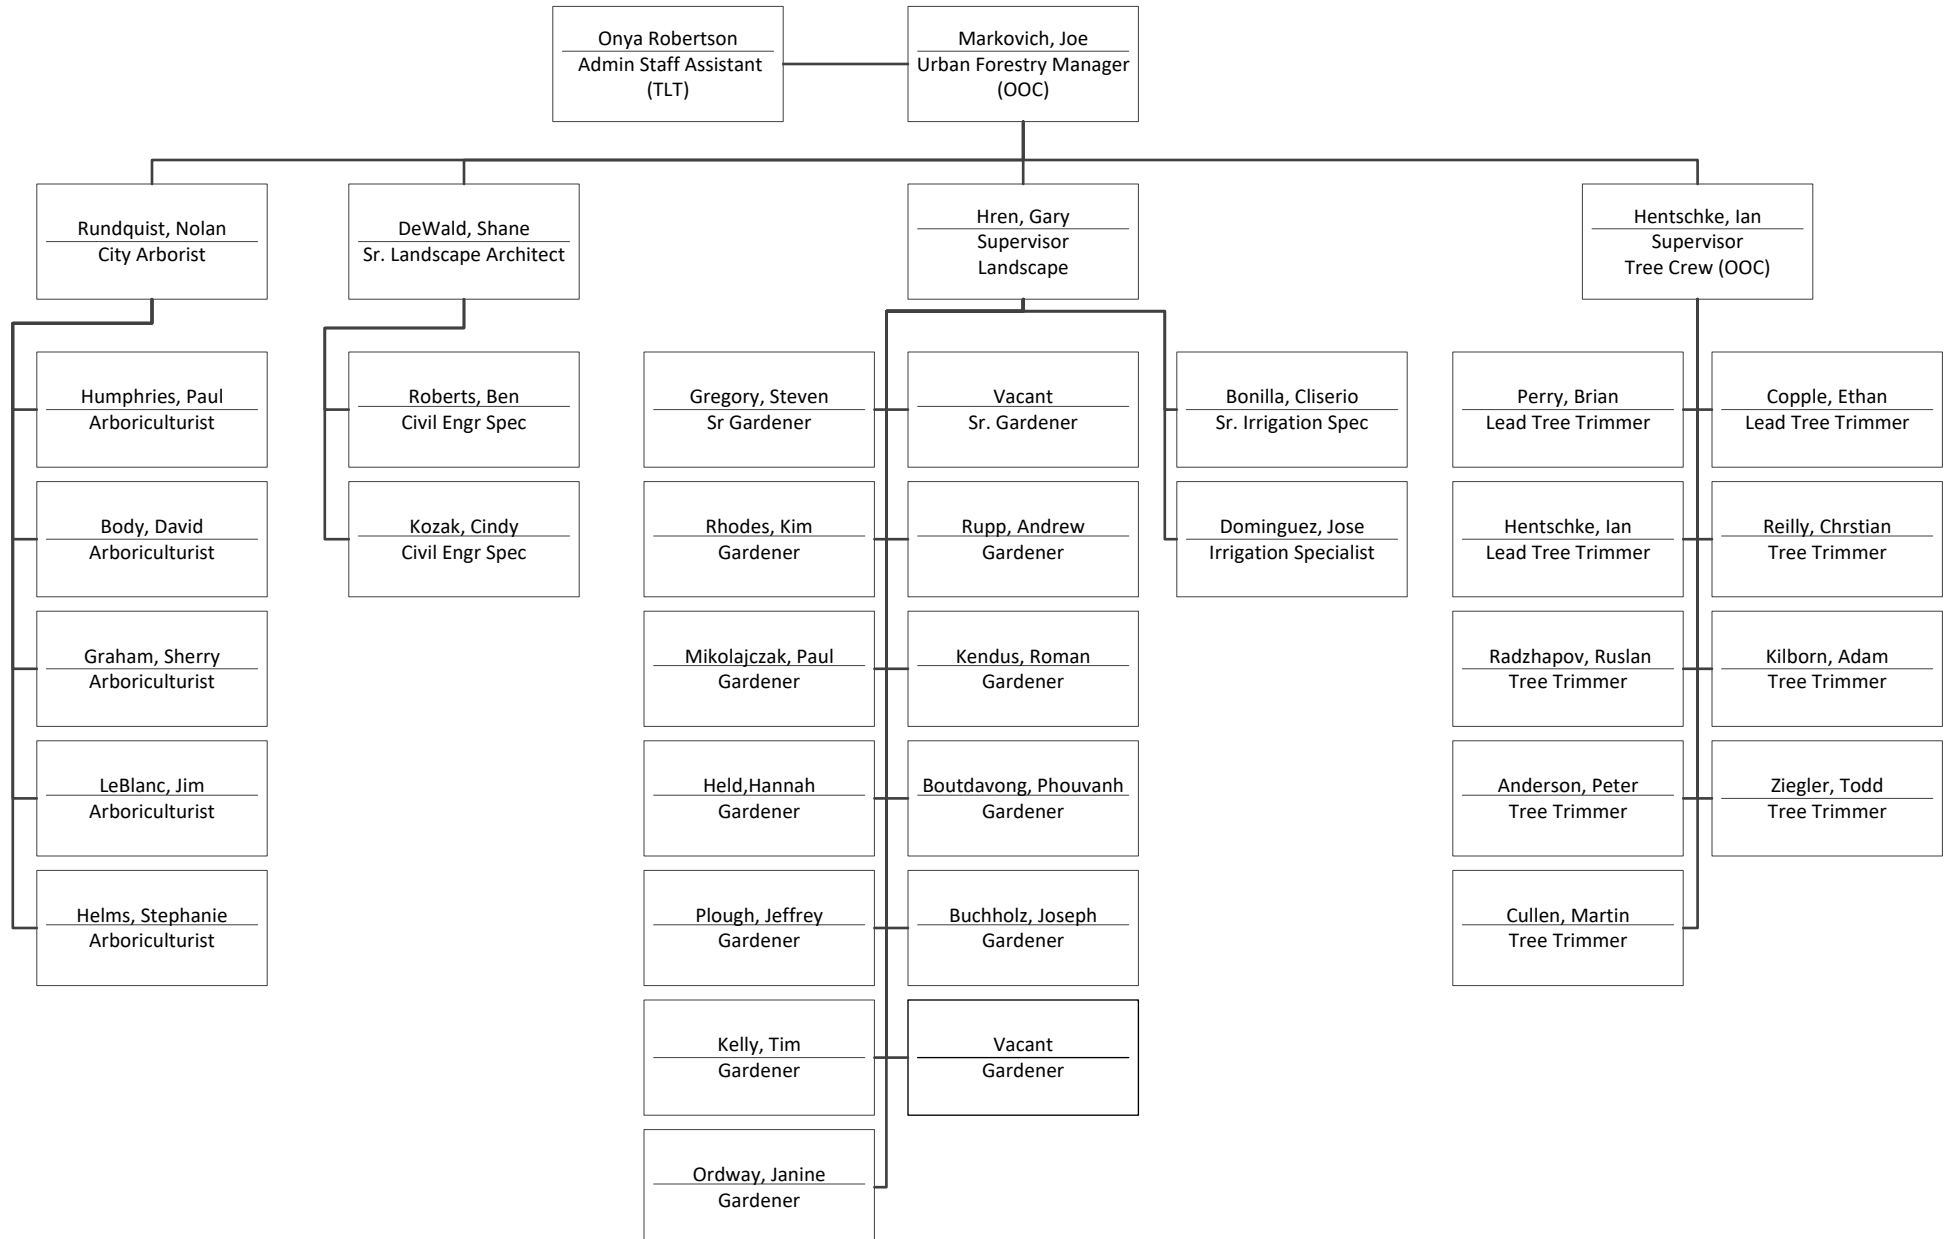 Onya Robertson
Admin Staff Assistant
(TLT)
Markovich, Joe
Urban Forestry Manager
(OOC)
Rundquist, Nolan
City Arborist
DeWald, Shane
Sr. Landscape Architect
Hren, Gary
Supervisor
Landscape
Hentschke, Ian
Supervisor
Tree Crew (OOC)
Humphries, Paul
Arboriculturist
Roberts, Ben
Civil Engr Spec
Gregory, Steven
Sr Gardener
Vacant
Sr. Gardener
Bonilla, Cliserio
Sr. Irrigation Spec
Perry, Brian
Lead Tree Trimmer
Copple, Ethan
Lead Tree Trimmer
Body, David
Arboriculturist
Kozak, Cindy
Civil Engr Spec
Rhodes, Kim
Gardener
Rupp, Andrew
Gardener
Dominguez, Jose
Irrigation Specialist
Hentschke, Ian
Lead Tree Trimmer
Reilly, Chrstian
Tree Trimmer
Graham, Sherry
Arboriculturist
Mikolajczak, Paul
Gardener
Kendus, Roman
Gardener
Radzhapov, Ruslan
Tree Trimmer
Kilborn, Adam
Tree Trimmer
LeBlanc, Jim
Arboriculturist
Held,Hannah
Gardener
Boutdavong, Phouvanh
Gardener
Anderson, Peter
Tree Trimmer
Ziegler, Todd
Tree Trimmer
Helms, Stephanie
Arboriculturist
Plough, Jeffrey
Gardener
Buchholz, Joseph
Gardener
Cullen, Martin
Tree Trimmer
Kelly, Tim
Gardener
Vacant
Gardener
Ordway, Janine
Gardener